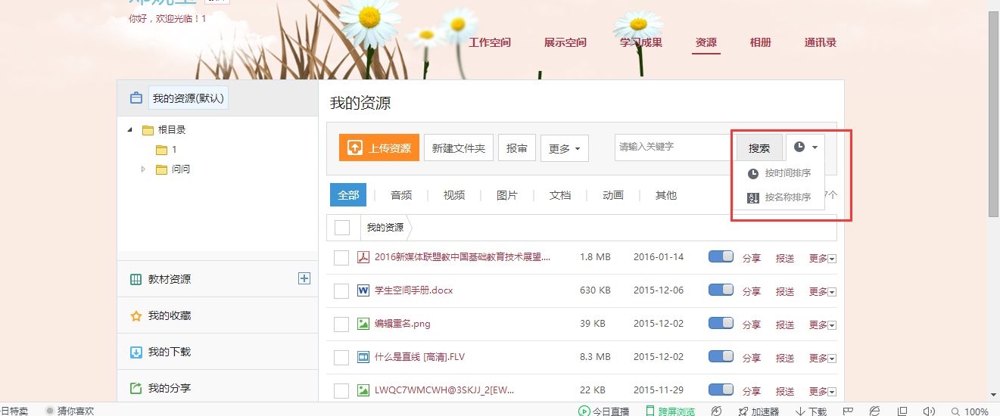 你好，欢迎光临！1
工作空间 展示空间 学习成果 资源 相册 通讯录
我的资源(默认)
根目录
1
问问
教材资源
我的收藏
我的下载
我的分享
我的资源
上传资源 新建文件夹 报审 更多 请输入关键字 搜索
按时间排序
按名称排序
全部 音频 视频 图片 文档 动画 其他 7个
我的资源
2016新媒体联盟教中国基础教育技术展望.... 1.8 MB 2016-01-14 分享 报送 更多
学生空间手册.docx 630 KB 2015-12-06 分享 报送 更多
编辑重名.png 39 KB 2015-12-02 分享 报送 更多
什么是直线 [高清].FLV 8.3 MB 2015-12-02 分享 报送 更多
LWQC7WMCWH@3SKJJ_2[EW... 22 KB 2015-11-29 分享 报送 更多
日特卖 猜你喜欢 今日直播 跨屏浏览 加速器 下载 100%